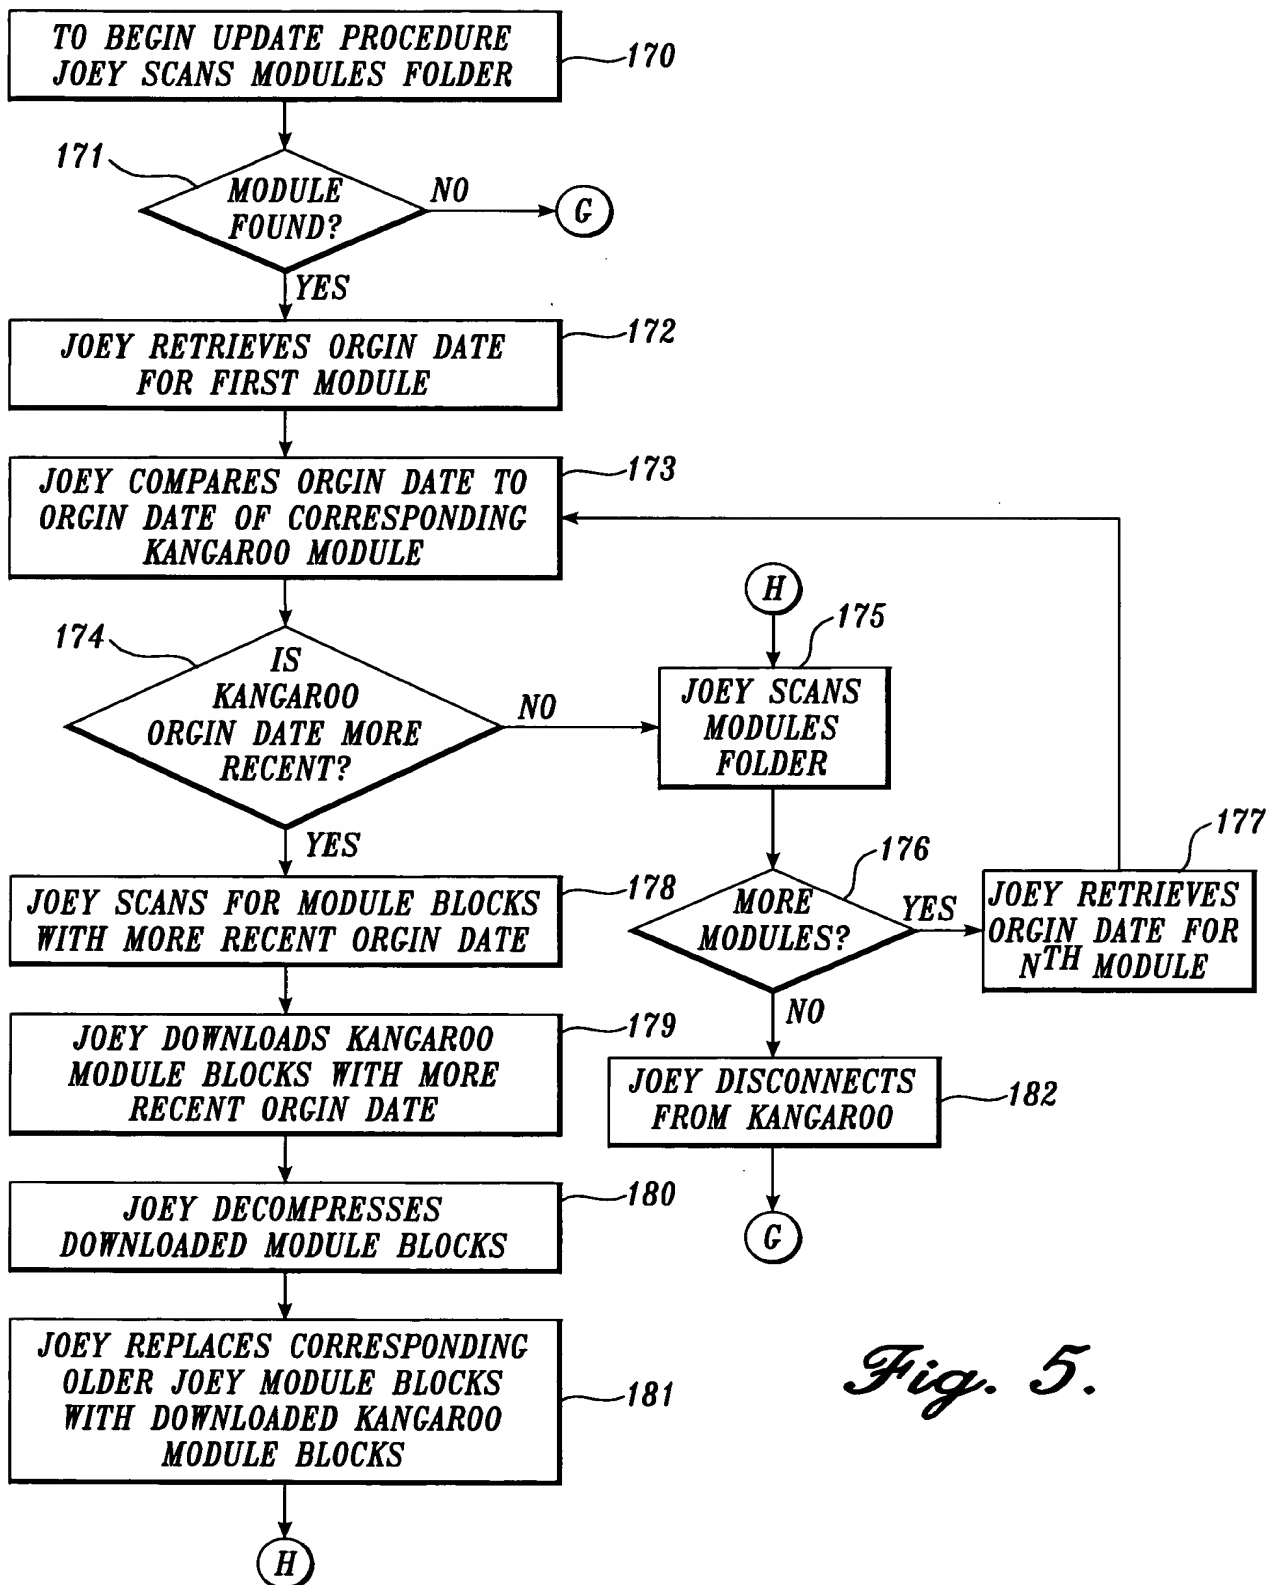 TO BEGIN UPDATE PROCEDURE
JOEY SCANS MODULES FOLDER
170
171
MODULE
FOUND?
NO
G
YES
JOEY RETRIEVES ORGIN DATE
FOR FIRST MODULE
172
JOEY COMPARES ORGIN DATE TO
ORGIN DATE OF CORRESPONDING
KANGAROO MODULE
173
174
IS
KANGAROO
ORGIN DATE MORE
RECENT?
NO
YES
H
175
JOEY SCANS
MODULES
FOLDER
176
MORE
MODULES?
YES
177
JOEY RETRIEVES
ORGIN DATE FOR
NTH MODULE
NO
JOEY DISCONNECTS
FROM KANGAROO
182
G
JOEY SCANS FOR MODULE BLOCKS
WITH MORE RECENT ORGIN DATE
178
JOEY DOWNLOADS KANGAROO
MODULE BLOCKS WITH MORE
RECENT ORGIN DATE
179
JOEY DECOMPRESSES
DOWNLOADED MODULE BLOCKS
180
JOEY REPLACES CORRESPONDING
OLDER JOEY MODULE BLOCKS
WITH DOWNLOADED KANGAROO
MODULE BLOCKS
181
H
Fig. 5.